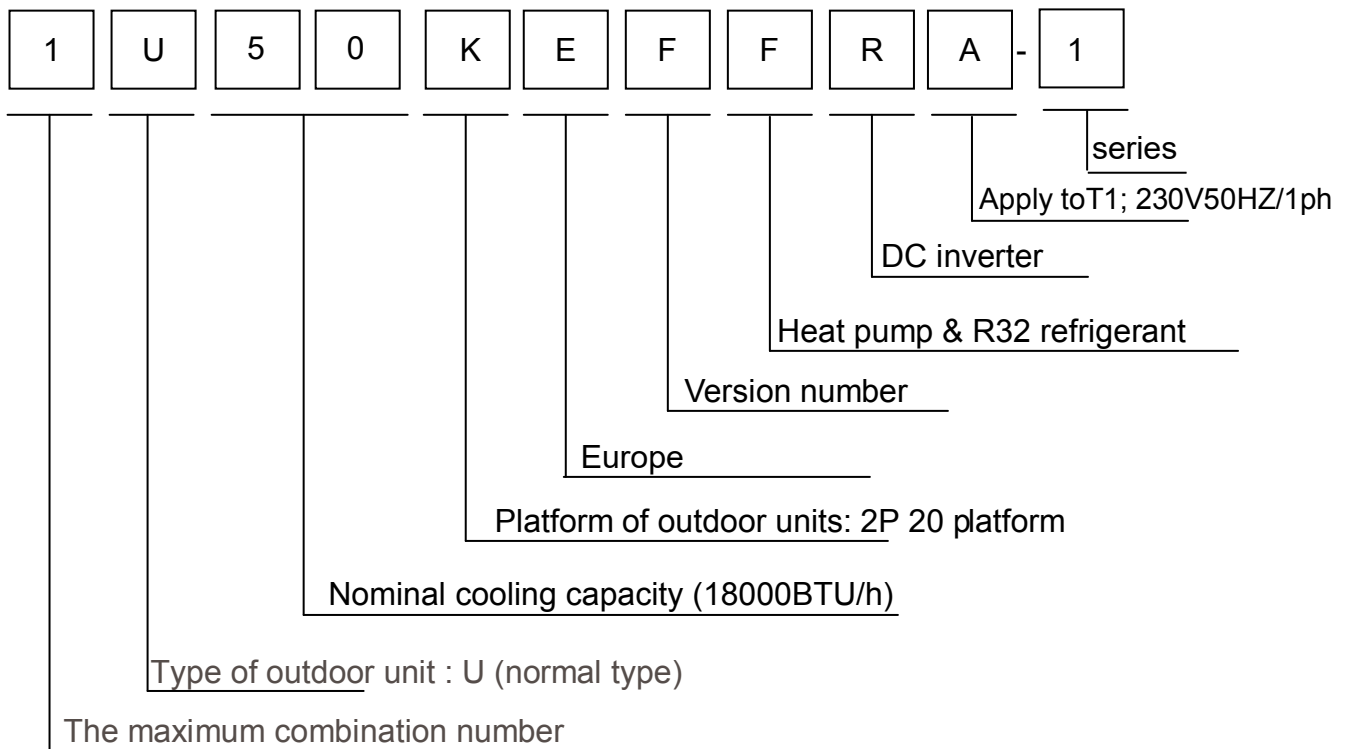 1 U 5 0 K E F F R A - 1
series
Apply toT1; 230V50HZ/1ph
DC inverter
Heat pump & R32 refrigerant
Version number
Europe
Platform of outdoor units: 2P 20 platform
Nominal cooling capacity (18000BTU/h)
Type of outdoor unit : U (normal type)
The maximum combination number